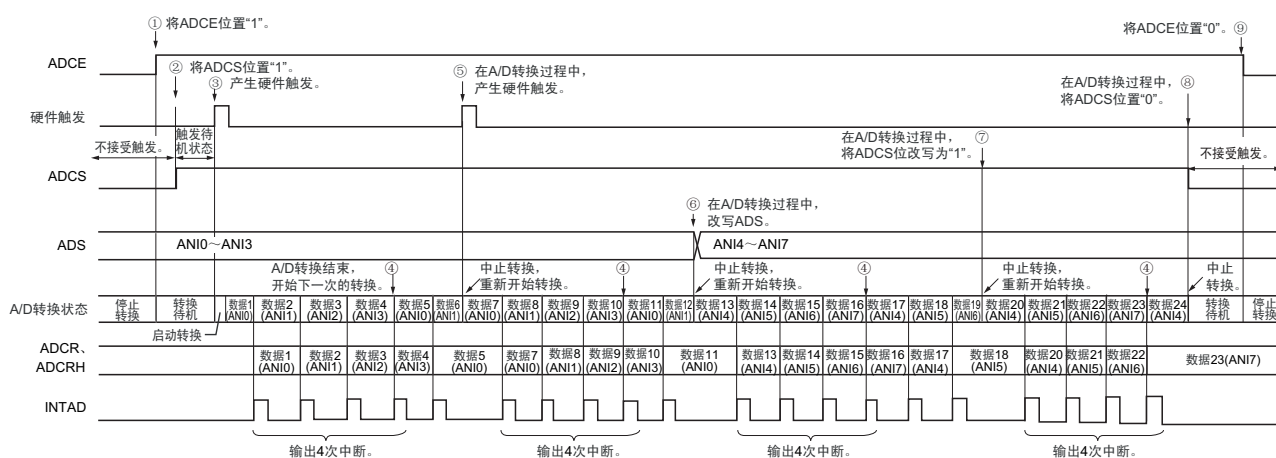 ① 将ADCE位置“1”。
将ADCE位置“0”。⑨
ADCE
② 将ADCS位置“1”。
③ 产生硬件触发。
⑤ 在A/D转换过程中，
产生硬件触发。
在A/D转换过程中，
将ADCS位置“0”。
⑧
硬件触发
不接受触发。
触发待
机状态
在A/D转换过程中，
将ADCS位改写为“1”。
⑦
不接受触发。
ADCS
⑥ 在A/D转换过程中，
改写ADS。
ADS
ANI0～ANI3
ANI4～ANI7
A/D转换结束，
开始下一次的转换。
④
中止转换，
重新开始转换。
④
中止转换，
重新开始转换。
④
中止转换，
重新开始转换。
④
中止
转换。
A/D转换状态
停止
转换
转换
待机
启动转换
数据1
(ANI0)
数据2
(ANI1)
数据3
(ANI2)
数据4
(ANI3)
数据5
(ANI0)
数据6
(ANI1)
数据7
(ANI0)
数据8
(ANI1)
数据9
(ANI2)
数据10
(ANI3)
数据11
(ANI0)
数据12
(ANI1)
数据13
(ANI4)
数据14
(ANI5)
数据15
(ANI6)
数据16
(ANI7)
数据17
(ANI4)
数据18
(ANI5)
数据19
(ANI6)
数据20
(ANI4)
数据21
(ANI5)
数据22
(ANI6)
数据23
(ANI7)
数据24
(ANI4)
转换
待机
停止
转换
ADCR、
ADCRH
数据1
(ANI0)
数据2
(ANI1)
数据3
(ANI2)
数据4
(ANI3)
数据5
(ANI0)
数据7
(ANI0)
数据8
(ANI1)
数据9
(ANI2)
数据10
(ANI3)
数据11
(ANI0)
数据13
(ANI4)
数据14
(ANI5)
数据15
(ANI6)
数据16
(ANI7)
数据17
(ANI4)
数据18
(ANI5)
数据20
(ANI4)
数据21
(ANI5)
数据22
(ANI6)
数据23(ANI7)
INTAD
输出4次中断。
输出4次中断。
输出4次中断。
输出4次中断。